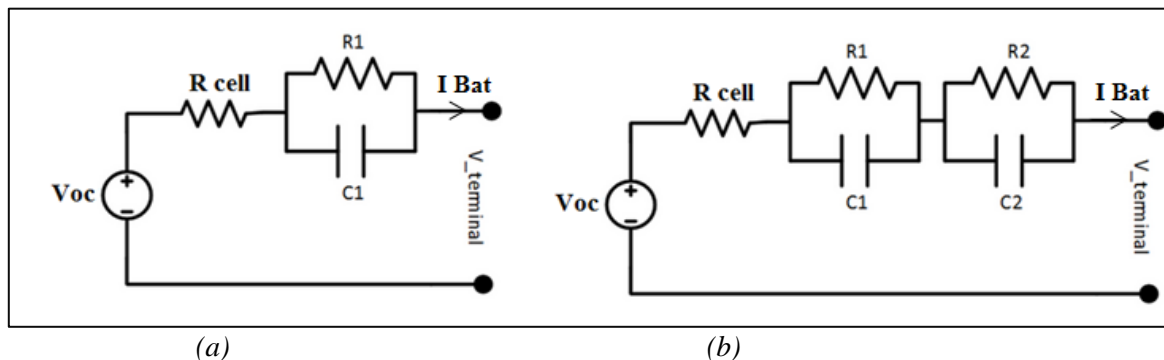 R1
R cell
I Bat
C1
Voc
+
−
V_terminal
(a)
R1
R2
R cell
I Bat
C1
C2
Voc
+
−
V_terminal
(b)